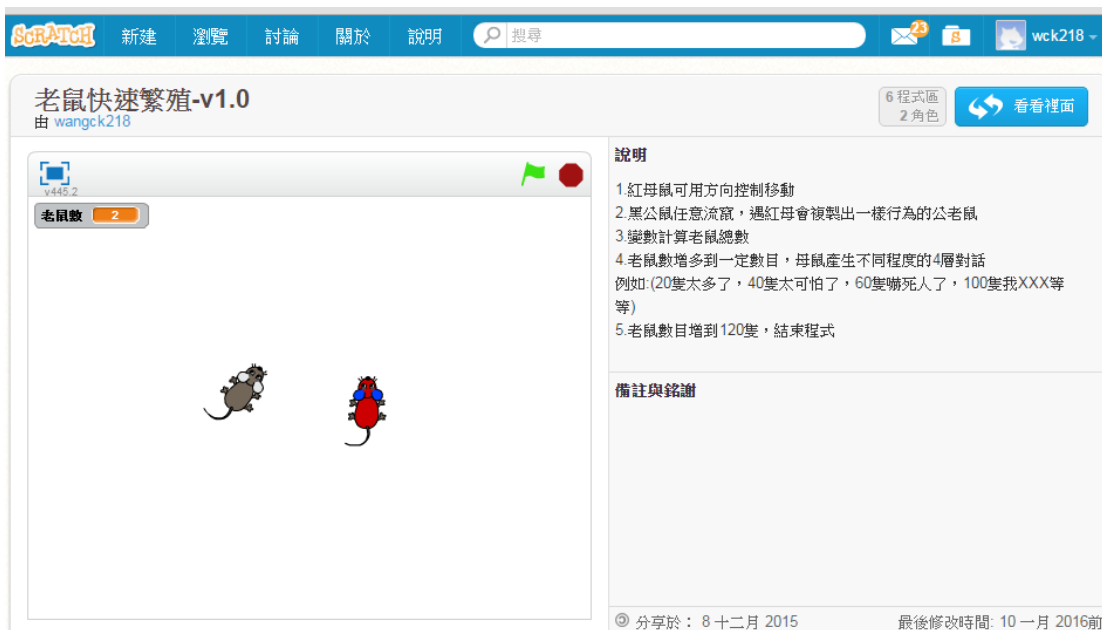 SCRATCH 新建 瀏覽 討論 關於 說明 搜尋 23 S wck218
老鼠快速繁殖-v1.0
由 wangck218
6 程式區
2 角色
看看裡面
v445.2
老鼠數 2
說明
1.紅母鼠可用方向控制移動
2.黑公鼠任意流竄，遇紅母會複製出一樣行為的公老鼠
3.變數計算老鼠總數
4.老鼠數增多到一定數目，母鼠產生不同程度的4層對話
例如:(20隻太多了，40隻太可怕了，60隻嚇死人了，100隻我XXX等
等)
5.老鼠數目增到120隻，結束程式
備註與銘謝
分享於： 8 十二月 2015 最後修改時間: 10 一月 2016前